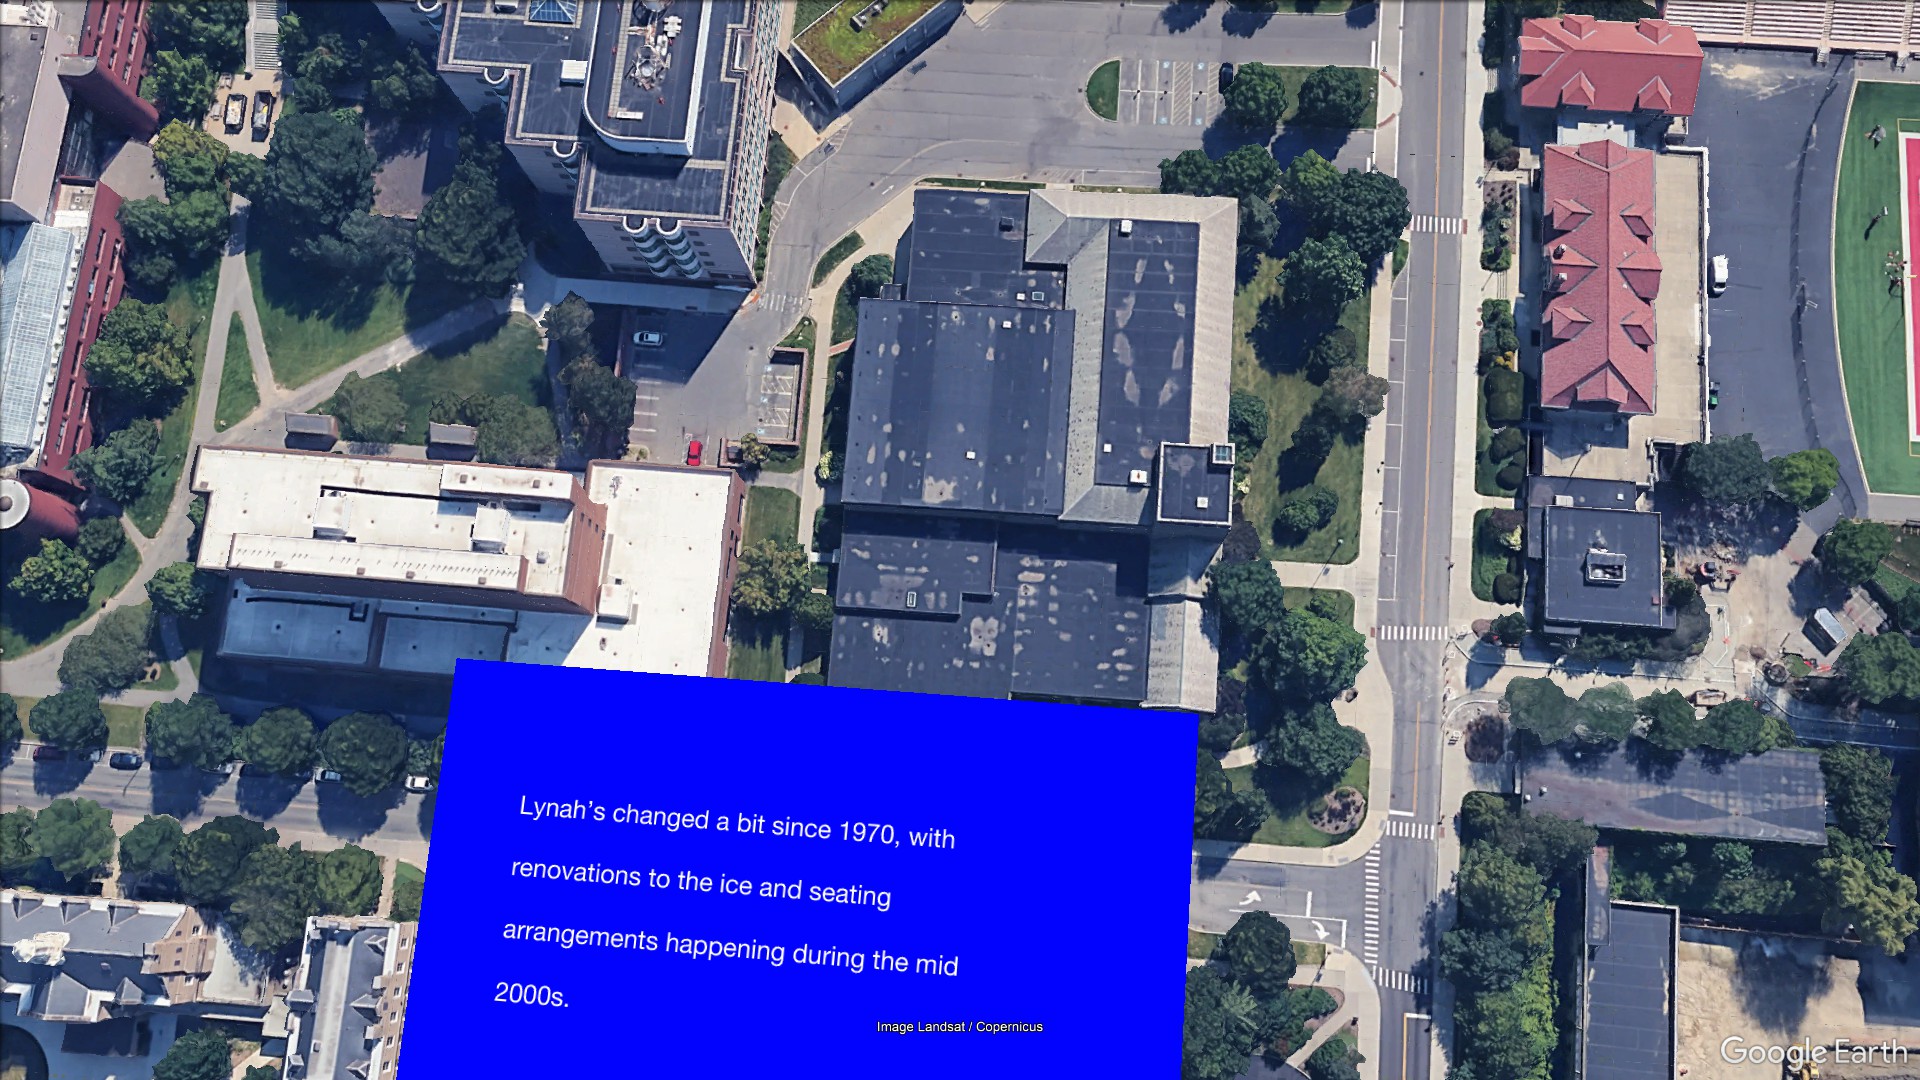 Lynah’s changed a bit since 1970, with
renovations to the ice and seating
arrangements happening during the mid
2000s.
Image Landsat / Copernicus
Google Earth